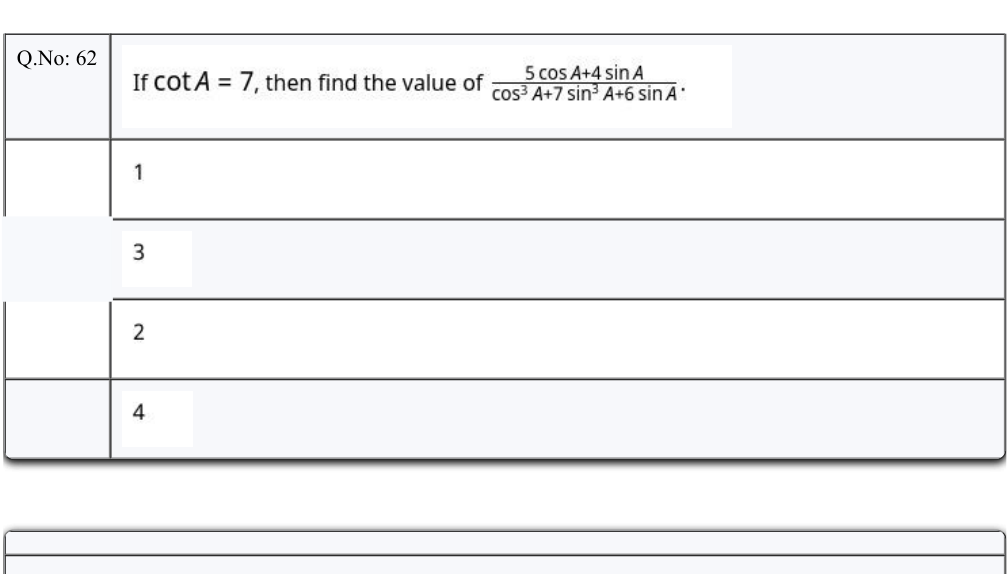 Q.No: 62
If cot A = 7, then find the value of \frac{5 cos A+4 sin A}{cos³ A+7 sin³ A+6 sin A}.
1
3
2
4